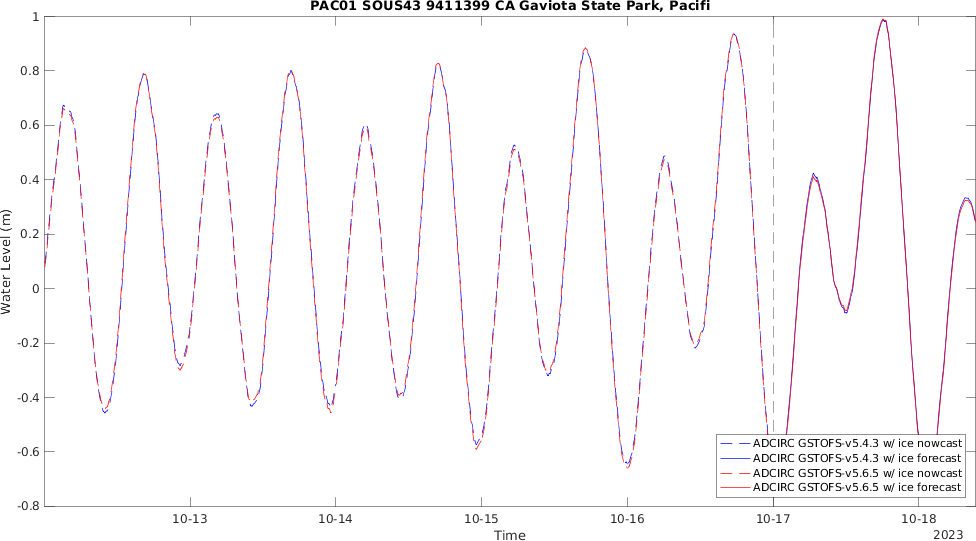 PAC01 SOUS43 9411399 CA Gaviota State Park, Pacifi
1
0.8
0.6
0.4
0.2
0
-0.2
-0.4
-0.6
-0.8
Water Level (m)
ADCIRC GSTOFS-v5.4.3 w/ ice nowcast
ADCIRC GSTOFS-v5.4.3 w/ ice forecast
ADCIRC GSTOFS-v5.6.5 w/ ice nowcast
ADCIRC GSTOFS-v5.6.5 w/ ice forecast
10-13 10-14 10-15 10-16 10-17 10-18
Time
2023